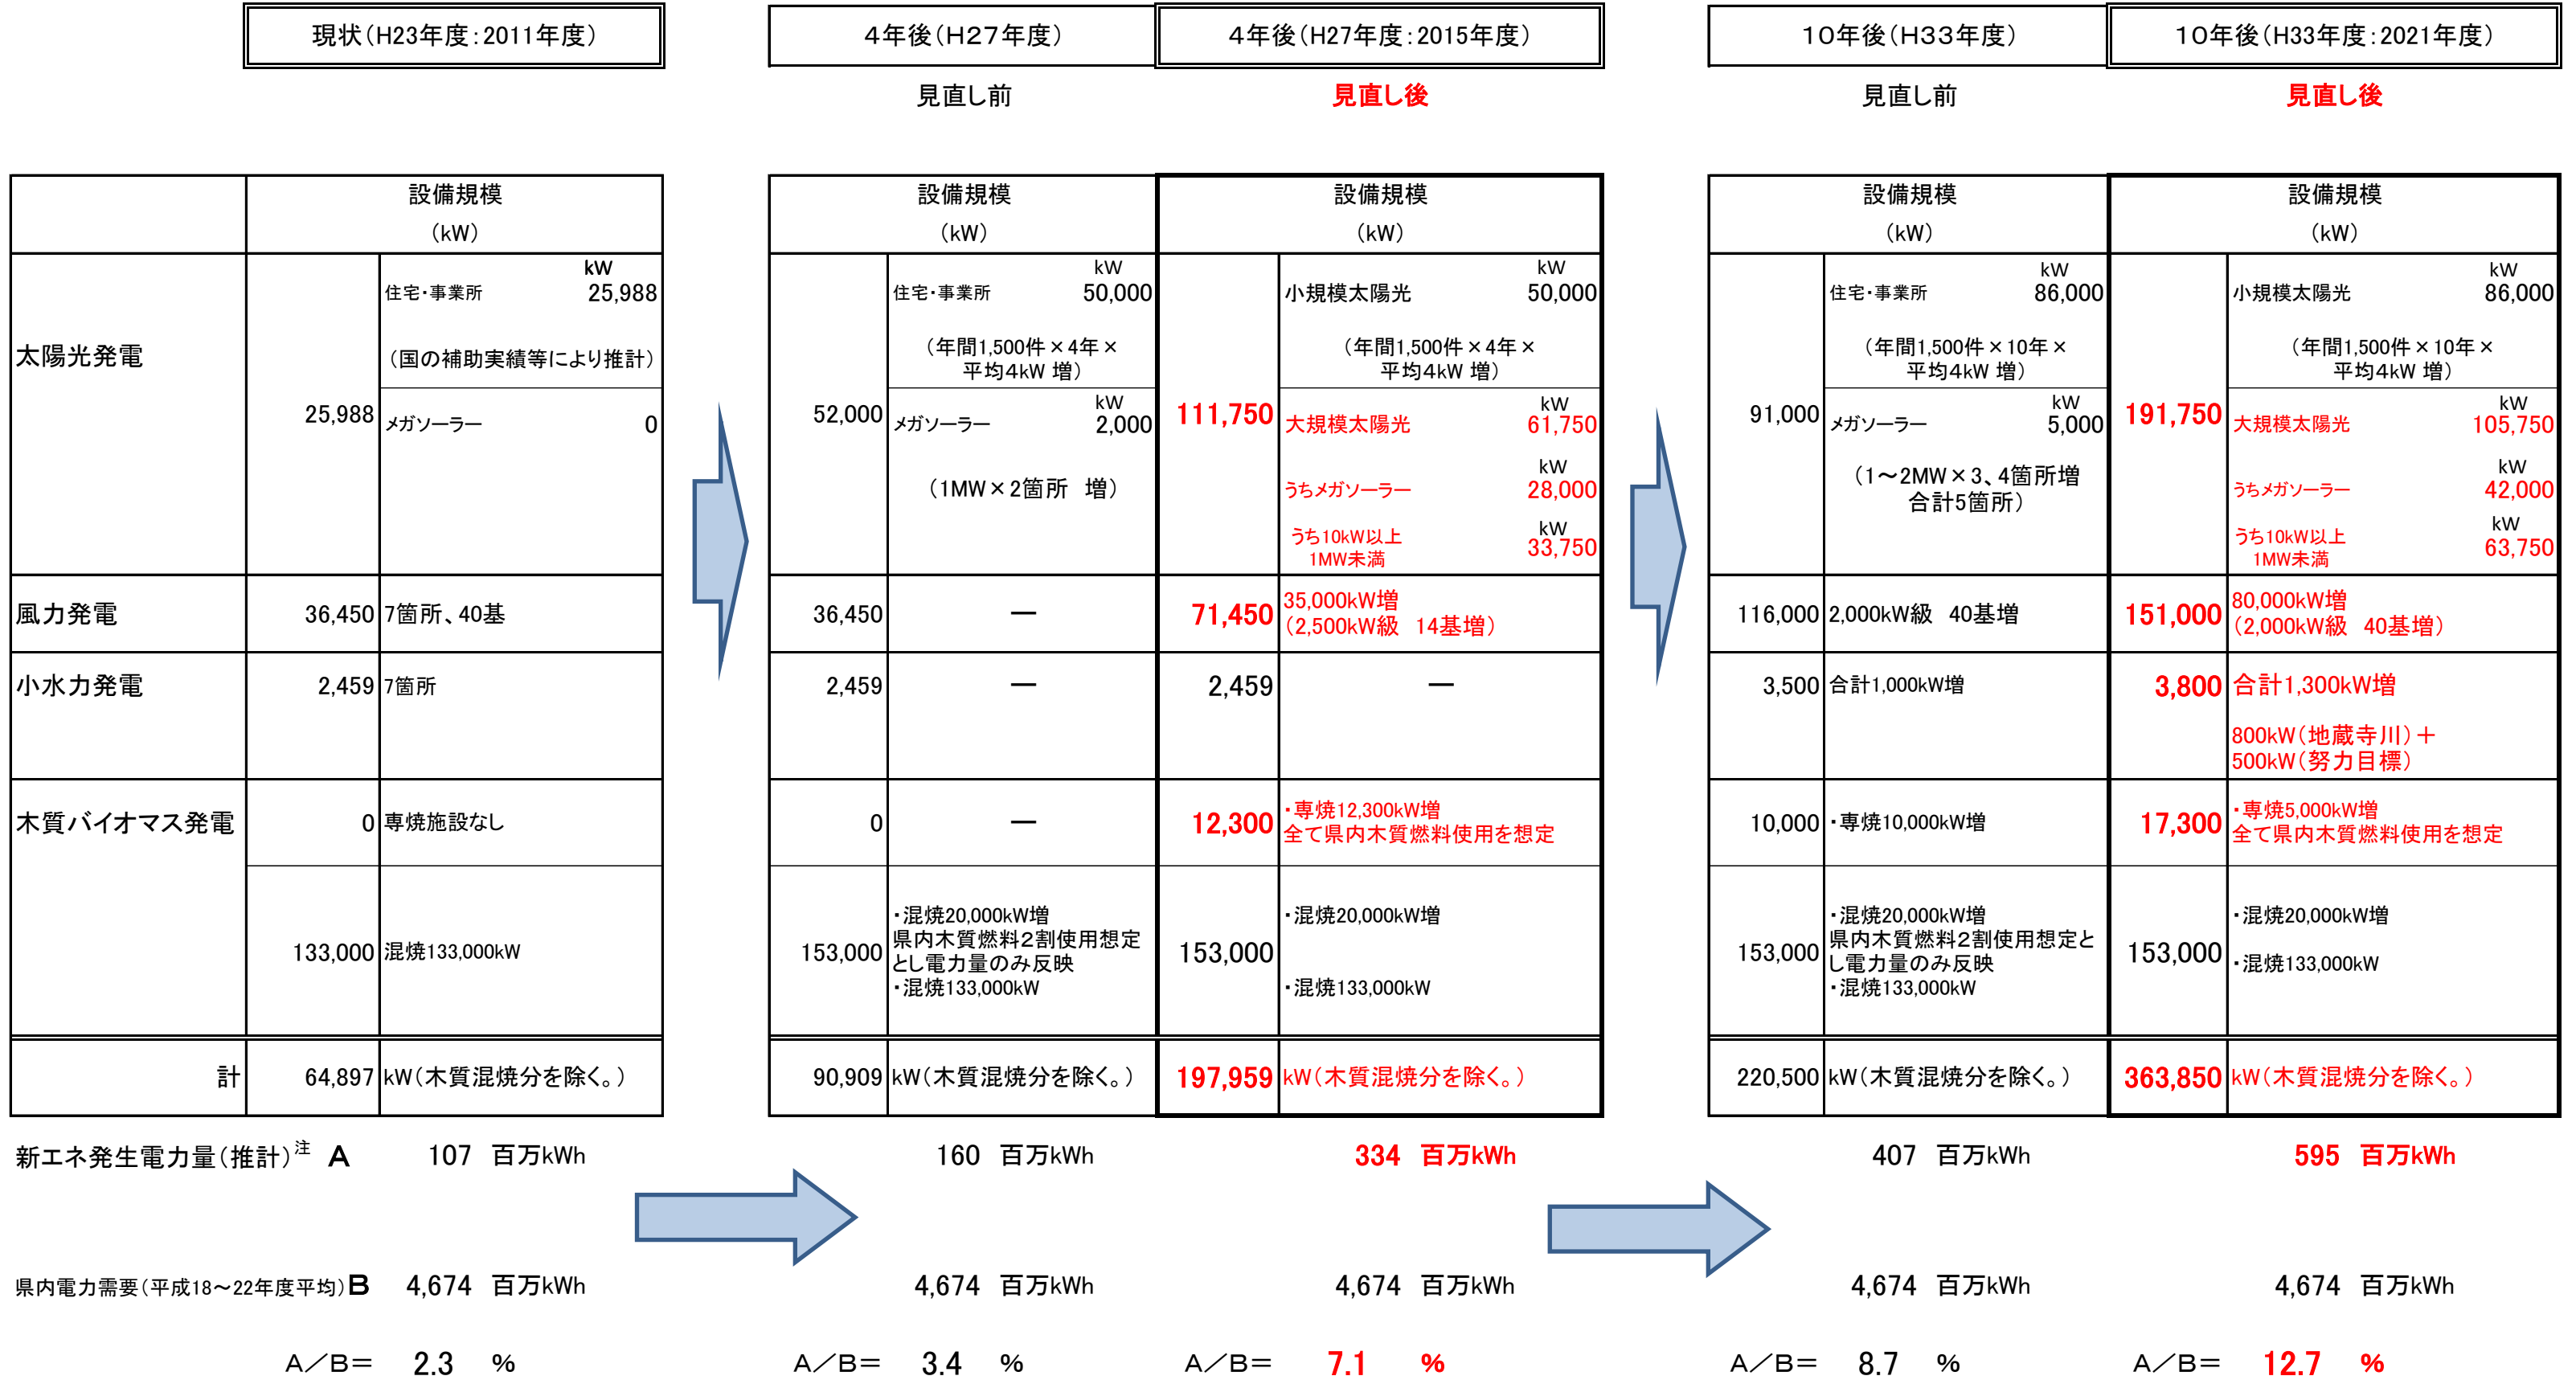 現状（H23年度：2011年度）
4年後（H27年度）
4年後（H27年度：2015年度）
10年後（H33年度）
10年後（H33年度：2021年度）
見直し前
見直し後
見直し前
見直し後
設備規模
（kW）
設備規模
（kW）
設備規模
（kW）
設備規模
（kW）
設備規模
（kW）
太陽光発電
25,988
kW
住宅・事業所 25,988
（国の補助実績等により推計）
メガソーラー 0
52,000
kW
住宅・事業所 50,000
（年間1,500件×4年×
平均4kW 増）
kW
メガソーラー 2,000
（1MW×2箇所 増）
111,750
kW
小規模太陽光 50,000
（年間1,500件×4年×
平均4kW 増）
kW
大規模太陽光 61,750
kW
うちメガソーラー 28,000
kW
うち10kW以上
1MW未満
33,750
91,000
kW
住宅・事業所 86,000
（年間1,500件×10年×
平均4kW 増）
kW
メガソーラー 5,000
（1～2MW×3、4箇所増
合計5箇所）
191,750
kW
小規模太陽光 86,000
（年間1,500件×10年×
平均4kW 増）
kW
大規模太陽光 105,750
kW
うちメガソーラー 42,000
kW
うち10kW以上
1MW未満
63,750
風力発電
36,450 7箇所、40基
36,450 ―
71,450
35,000kW増
（2,500kW級 14基増）
116,000 2,000kW級 40基増
151,000
80,000kW増
（2,000kW級 40基増）
小水力発電
2,459 7箇所
2,459 ―
2,459 ―
3,500 合計1,000kW増
3,800 合計1,300kW増
800kW（地蔵寺川）＋
500kW（努力目標）
木質バイオマス発電
0 専焼施設なし
0 ―
12,300
・専焼12,300kW増
全て県内木質燃料使用を想定
10,000 ・専焼10,000kW増
17,300
・専焼5,000kW増
全て県内木質燃料使用を想定
133,000 混焼133,000kW
153,000
・混焼20,000kW増
県内木質燃料2割使用想定
とし電力量のみ反映
・混焼133,000kW
153,000
・混焼20,000kW増
・混焼133,000kW
153,000
・混焼20,000kW増
県内木質燃料2割使用想定と
し電力量のみ反映
・混焼133,000kW
153,000
・混焼20,000kW増
・混焼133,000kW
計
64,897 kW（木質混焼分を除く。）
90,909 kW（木質混焼分を除く。）
197,959 kW（木質混焼分を除く。）
220,500 kW（木質混焼分を除く。）
363,850 kW（木質混焼分を除く。）
新エネ発生電力量（推計）注 A 107 百万kWh
160 百万kWh
334 百万kWh
407 百万kWh
595 百万kWh
県内電力需要（平成18～22年度平均）B 4,674 百万kWh
4,674 百万kWh
4,674 百万kWh
4,674 百万kWh
4,674 百万kWh
A／B＝ 2.3 %
A／B＝ 3.4 %
A／B＝ 7.1 %
A／B＝ 8.7 %
A／B＝ 12.7 %